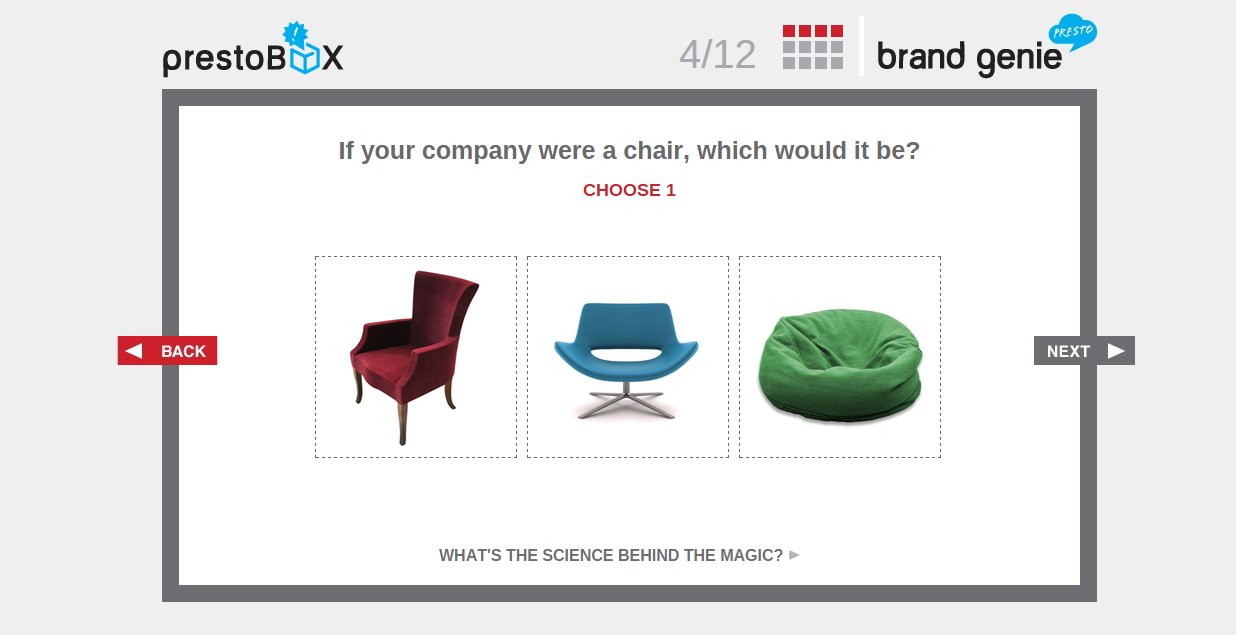 prestoBOX
4/12
brand genie
PRESTO
If your company were a chair, which would it be?
CHOOSE 1
BACK
NEXT
WHAT'S THE SCIENCE BEHIND THE MAGIC?